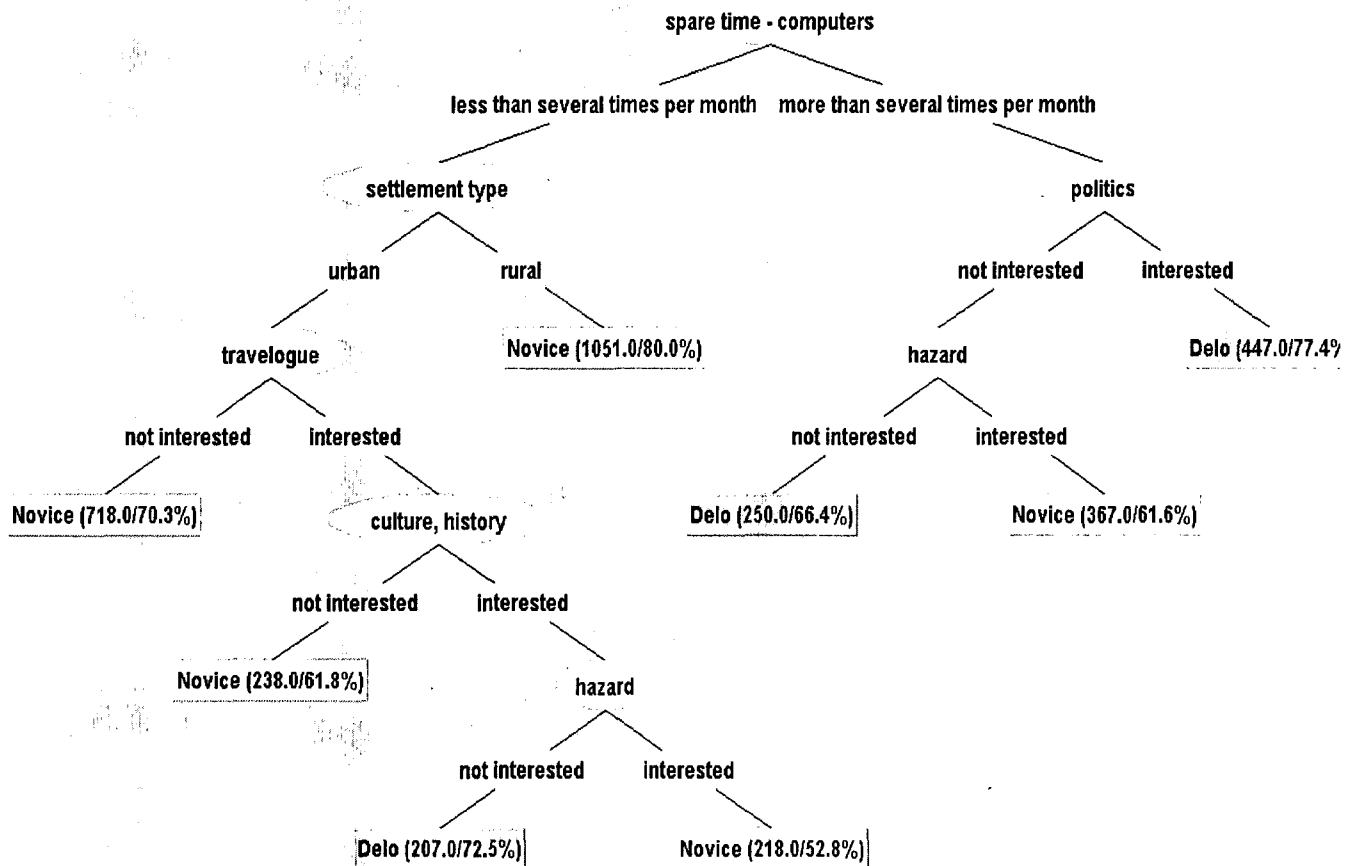 spare time - computers
less than several times per month more than several times per month
settlement type politics
urban rural not interested interested
travelogue Novice (1051.0/80.0%) hazard Delo (447.0/77.4%
not interested interested not interested interested
Novice (718.0/70.3%) culture, history Delo (250.0/66.4%) Novice (367.0/61.6%)
not interested interested
Novice (238.0/61.8%) hazard
not interested interested
Delo (207.0/72.5%) Novice (218.0/52.8%)